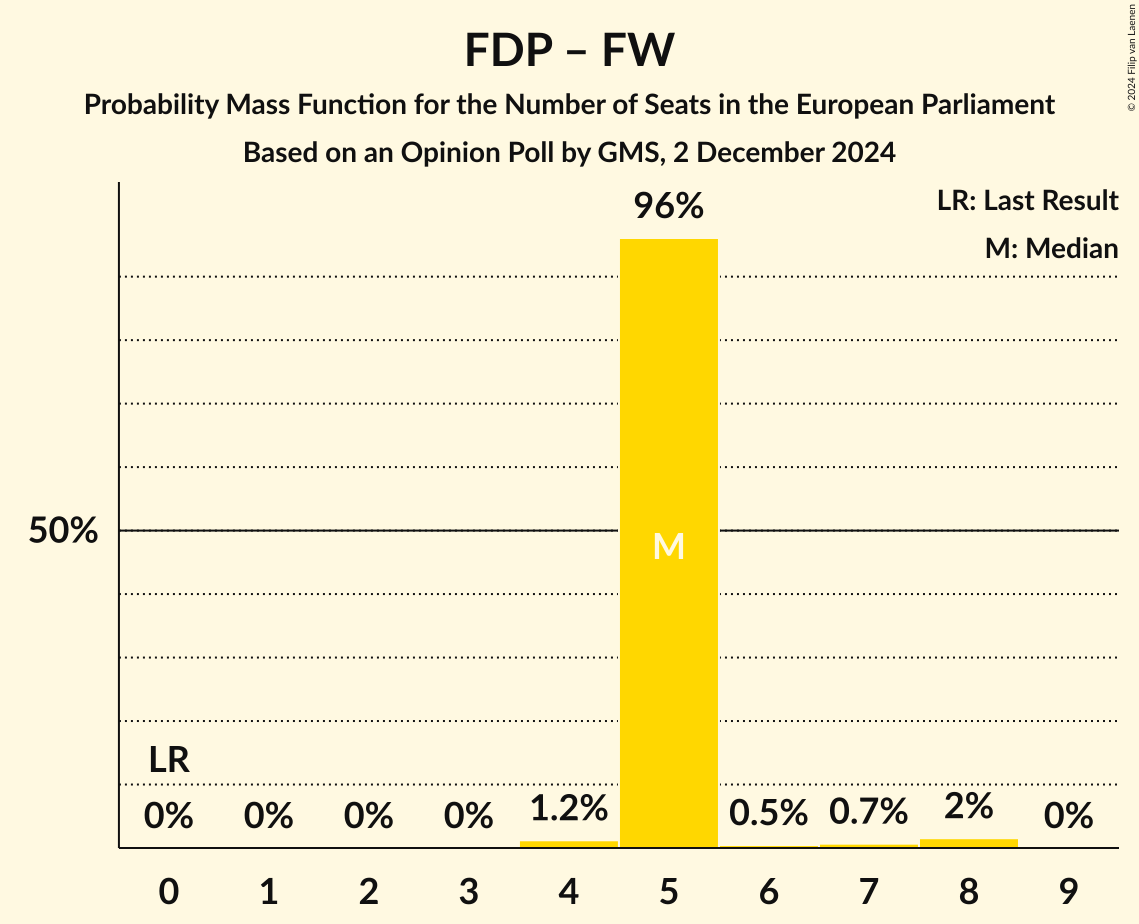 FDP – FW
Probability Mass Function for the Number of Seats in the European Parliament
Based on an Opinion Poll by GMS, 2 December 2024
© 2024 Filip van Laenen
LR: Last Result
M: Median
96%
50%
M
LR
0% 0% 0% 0% 1.2% 0.5% 0.7% 2% 0%
0 1 2 3 4 5 6 7 8 9